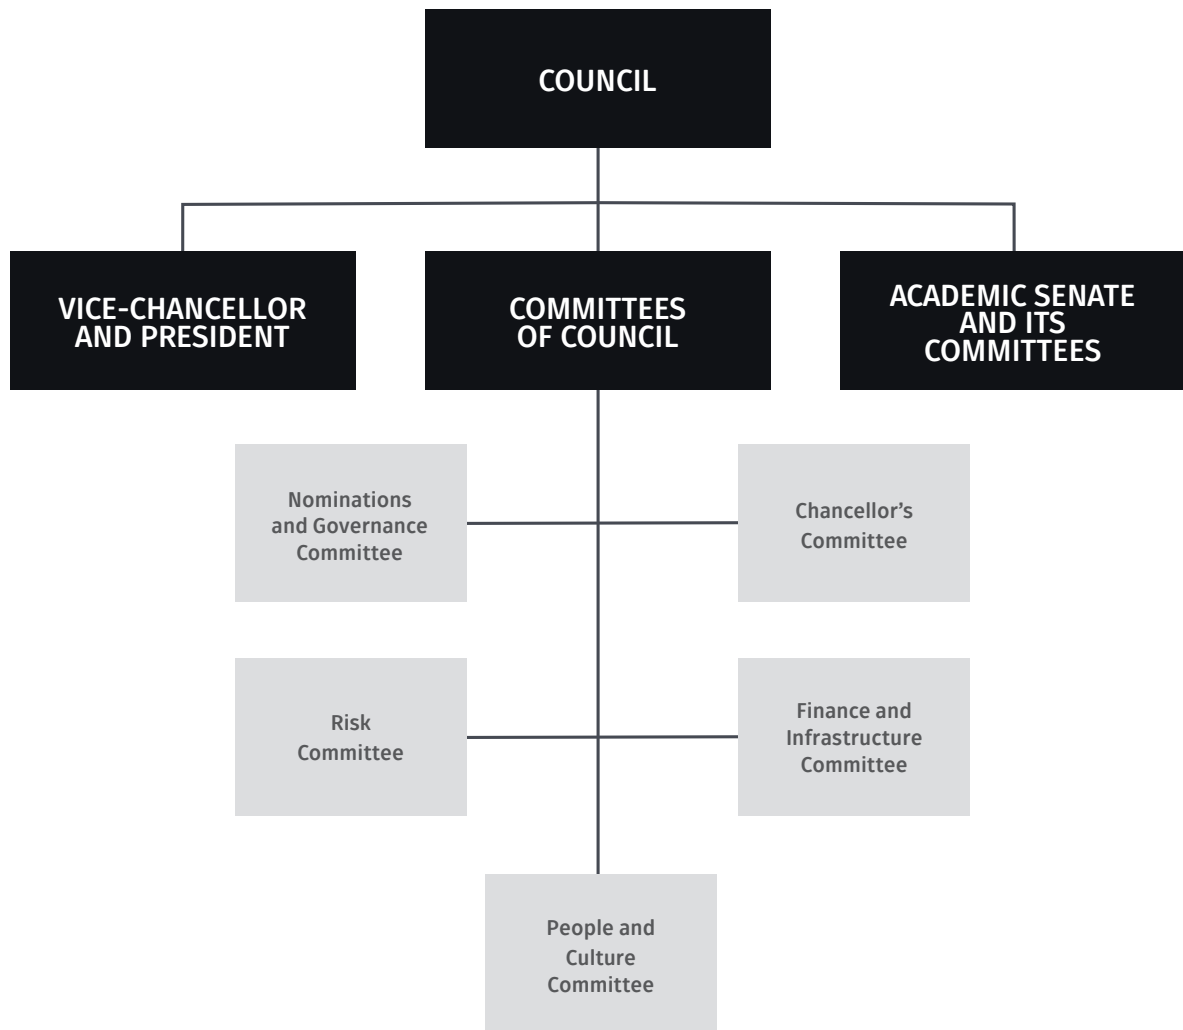 COUNCIL
VICE-CHANCELLOR
AND PRESIDENT
COMMITTEES
OF COUNCIL
ACADEMIC SENATE
AND ITS
COMMITTEES
Nominations
and Governance
Committee
Chancellor’s
Committee
Risk
Committee
Finance and
Infrastructure
Committee
People and
Culture
Committee